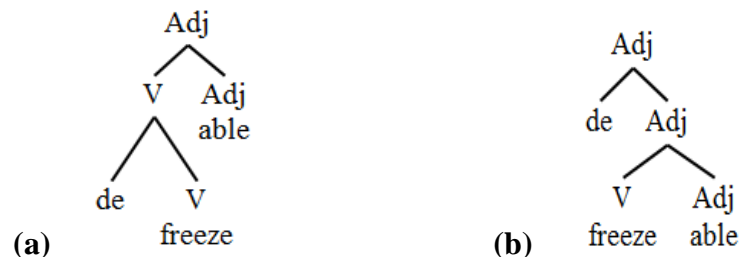 Adj
V Adj
able
de V
freeze
(a)
Adj
de Adj
V Adj
freeze able
(b)